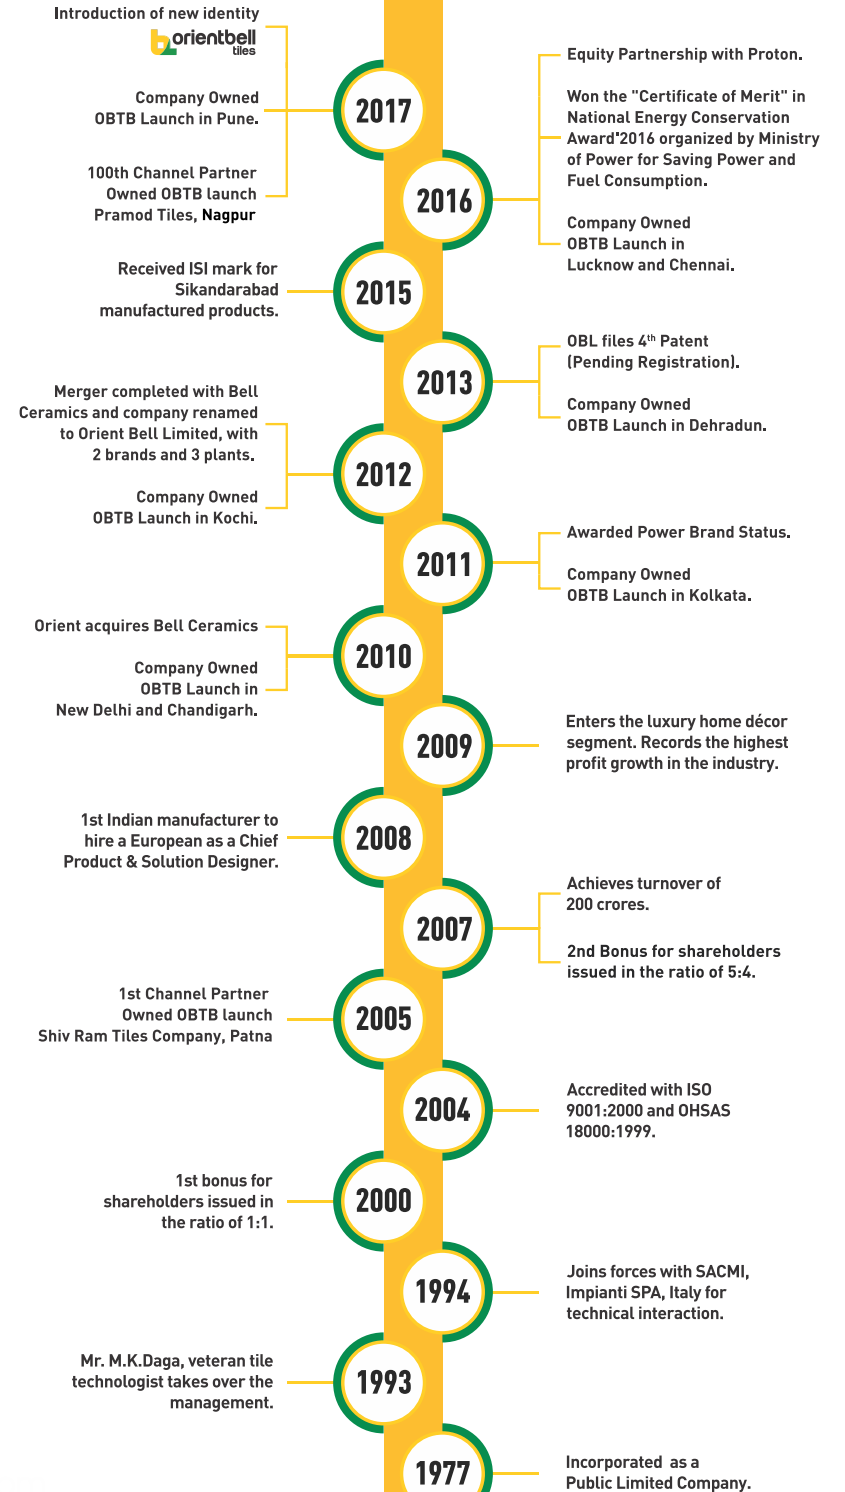 Introduction of new identity
orientbell
tiles
Company Owned
OBTB Launch in Pune.
100th Channel Partner
Owned OBTB launch
Pramod Tiles, Nagpur
2017
Equity Partnership with Proton.
Won the "Certificate of Merit" in
National Energy Conservation
Award'2016 organized by Ministry
of Power for Saving Power and
Fuel Consumption.
Company Owned
OBTB Launch in
Lucknow and Chennai.
2016
Received ISI mark for
Sikandarabad
manufactured products.
2015
OBL files 4th Patent
(Pending Registration).
Company Owned
OBTB Launch in Dehradun.
2013
Merger completed with Bell
Ceramics and company renamed
to Orient Bell Limited, with
2 brands and 3 plants.
Company Owned
OBTB Launch in Kochi.
2012
Awarded Power Brand Status.
Company Owned
OBTB Launch in Kolkata.
2011
Orient acquires Bell Ceramics
Company Owned
OBTB Launch in
New Delhi and Chandigarh.
2010
Enters the luxury home décor
segment. Records the highest
profit growth in the industry.
2009
1st Indian manufacturer to
hire a European as a Chief
Product & Solution Designer.
2008
Achieves turnover of
200 crores.
2nd Bonus for shareholders
issued in the ratio of 5:4.
2007
1st Channel Partner
Owned OBTB launch
Shiv Ram Tiles Company, Patna
2005
Accredited with ISO
9001:2000 and OHSAS
18000:1999.
2004
1st bonus for
shareholders issued in
the ratio of 1:1.
2000
Joins forces with SACMI,
Impianti SPA, Italy for
technical interaction.
1994
Mr. M.K.Daga, veteran tile
technologist takes over the
management.
1993
Incorporated as a
Public Limited Company.
1977